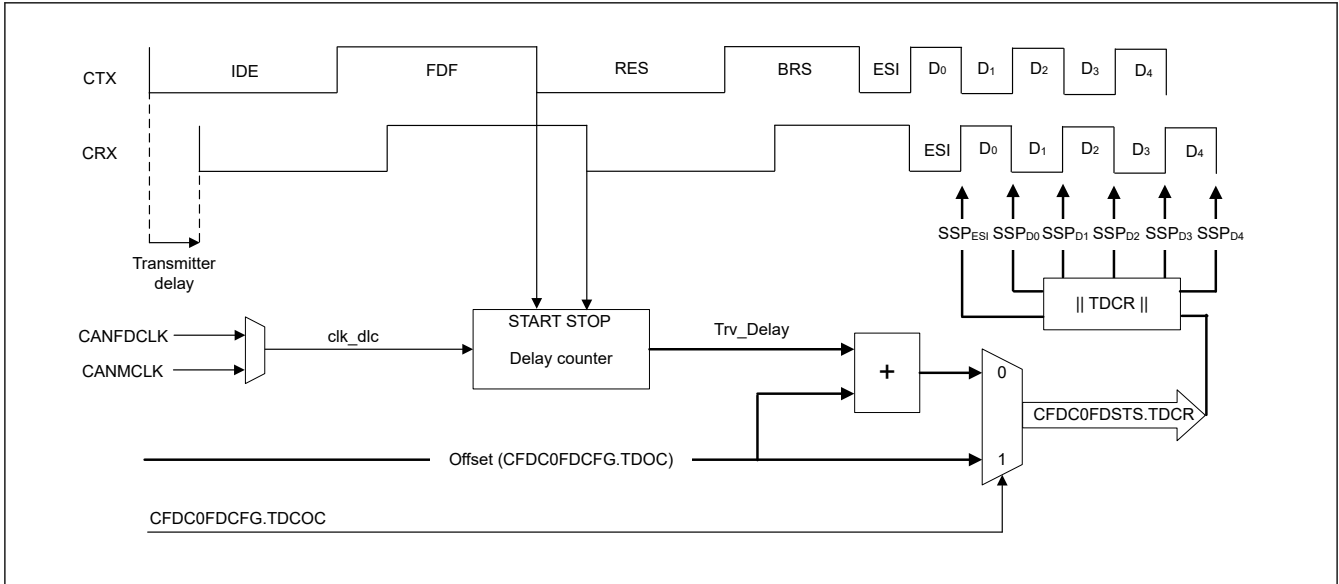 CTX IDE FDF RES BRS ESI D0 D1 D2 D3 D4
CRX ESI D0 D1 D2 D3 D4
SSPESI SSPD0 SSPD1 SSPD2 SSPD3 SSPD4
Transmitter
delay
|| TDCR ||
START STOP
CANFDCLK clk_dlc Delay counter Trv_Delay
CANMCLK + 0
CFDC0FDSTS.TDCR
Offset (CFDC0FDCFG.TDOC) 1
CFDC0FDCFG.TDCOC